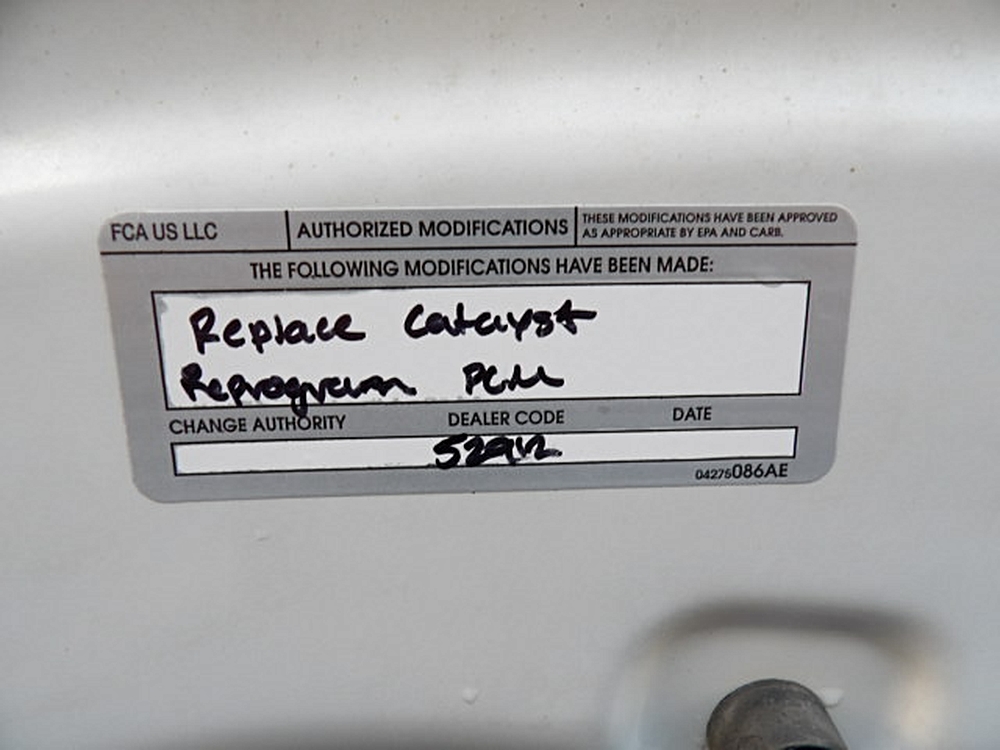 FCA US LLC
AUTHORIZED MODIFICATIONS
THESE MODIFICATIONS HAVE BEEN APPROVED
AS APPROPRIATE BY EPA AND CARB.
THE FOLLOWING MODIFICATIONS HAVE BEEN MADE:
Replace Catalyst
Reprogram PCM
CHANGE AUTHORITY DEALER CODE DATE
04275086AE